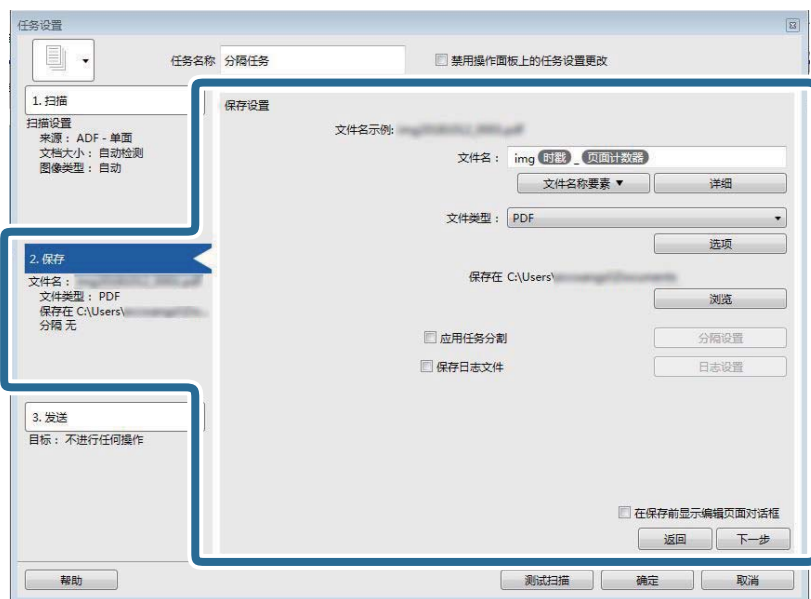 任务设置
任务名称 分隔任务 禁用操作面板上的任务设置更改
1. 扫描
扫描设置
来源： ADF - 单面
文档大小： 自动检测
图像类型： 自动
2. 保存
文件名：
文件类型： PDF
保存在 C:\Users\
分隔 无
3. 发送
目标： 不进行任何操作
保存设置
文件名示例:
文件名： img 时戳 _ 页面计数器
文件名称要素 ▼ 详细
文件类型： PDF
选项
保存在 C:\Users\
浏览
应用任务分割 分隔设置
保存日志文件 日志设置
在保存前显示编辑页面对话框
返回 下一步
帮助 测试扫描 确定 取消